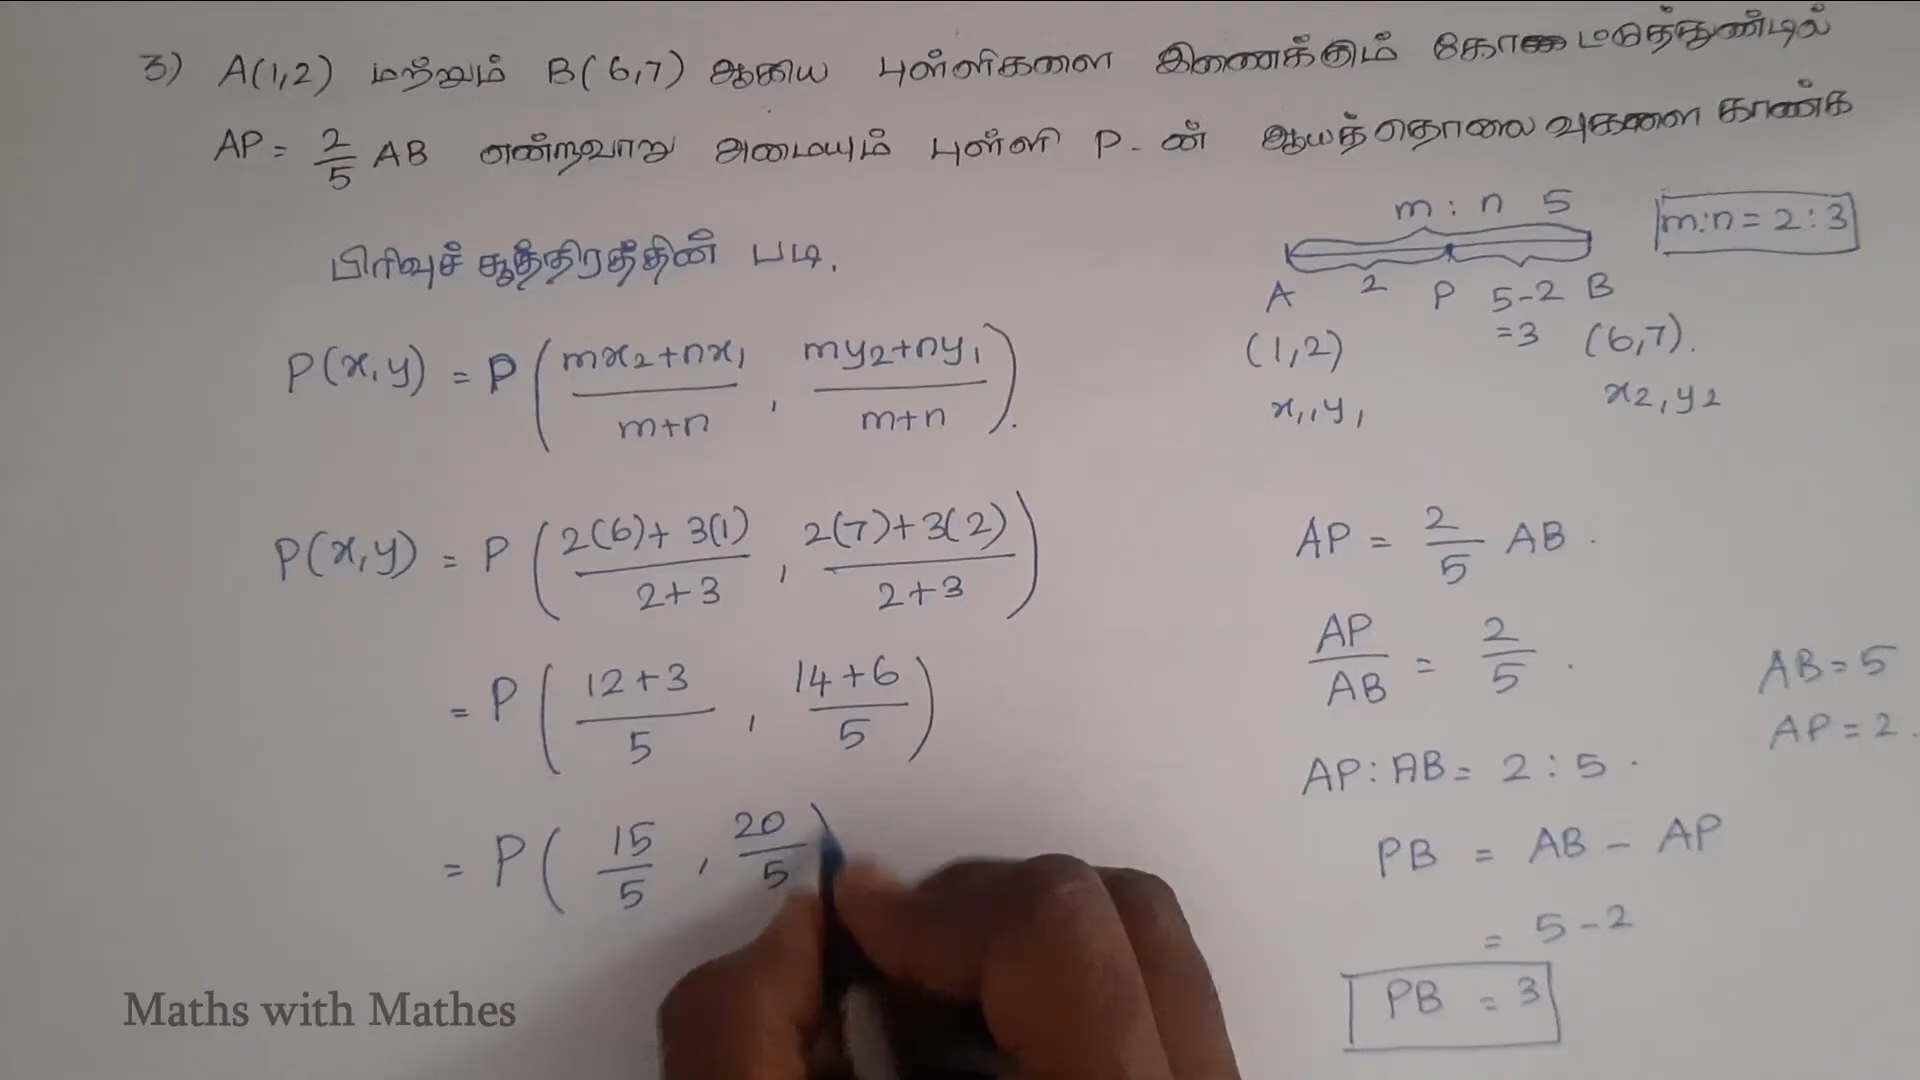 3) A(1,2) மற்றும் B(6,7) ஆகிய புள்ளிகளை இணைக்கும் கோட்டுத்துண்டில்
AP = 2/5 AB என்றவாறு அமையும் புள்ளி P-ன் ஆயத்தொலைவுகளை காண்க
பிரிவுச் சூத்திரத்தின் படி.
P(x,y) = P( (mx₂+nx₁)/(m+n) , (my₂+ny₁)/(m+n) ).
P(x,y) = P( (2(6)+3(1))/(2+3) , (2(7)+3(2))/(2+3) )
= P( (12+3)/5 , (14+6)/5 )
= P( 15/5 , 20/5 )
m : n 5
m:n = 2:3
A 2 P 5-2 B
(1,2) =3 (6,7).
x₁,y₁ x₂,y₂
AP = 2/5 AB .
AP/AB = 2/5 .
AB = 5
AP = 2.
AP : AB = 2 : 5 .
PB = AB - AP
= 5-2
PB = 3
Maths with Mathes